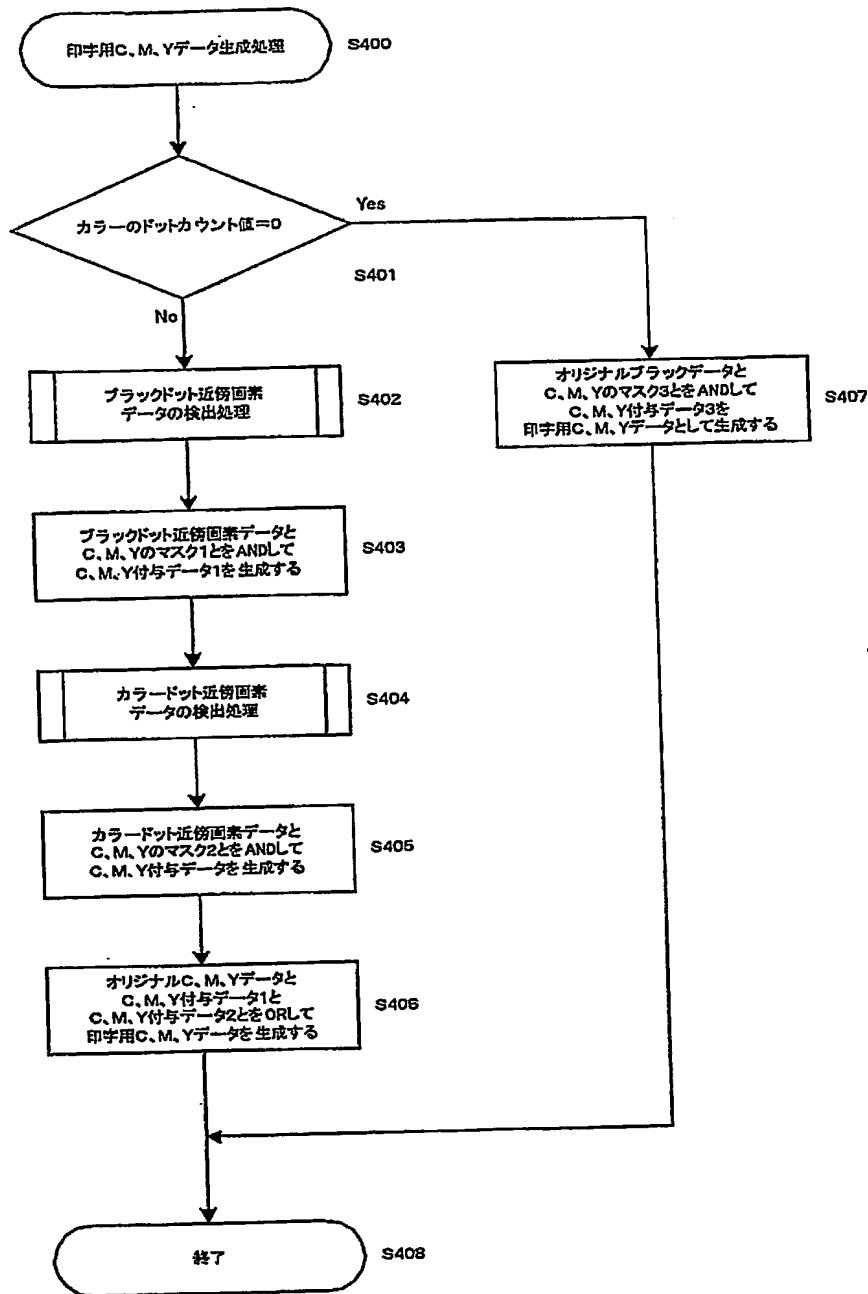 印字用C、M、Yデータ生成処理
S400
カラーのドットカウント値=0
Yes
S401
No
ブラックドット近傍画素
データの検出処理
S402
オリジナルブラックデータと
C、M、Yのマスク3とをANDして
C、M、Y付与データ3を
印字用C、M、Yデータとして生成する
S407
ブラックドット近傍画素データと
C、M、Yのマスク1とをANDして
C、M、Y付与データ1を生成する
S403
カラードット近傍画素
データの検出処理
S404
カラードット近傍画素データと
C、M、Yのマスク2とをANDして
C、M、Y付与データを生成する
S405
オリジナルC、M、Yデータと
C、M、Y付与データ1と
C、M、Y付与データ2とをORして
印字用C、M、Yデータを生成する
S406
終了
S408